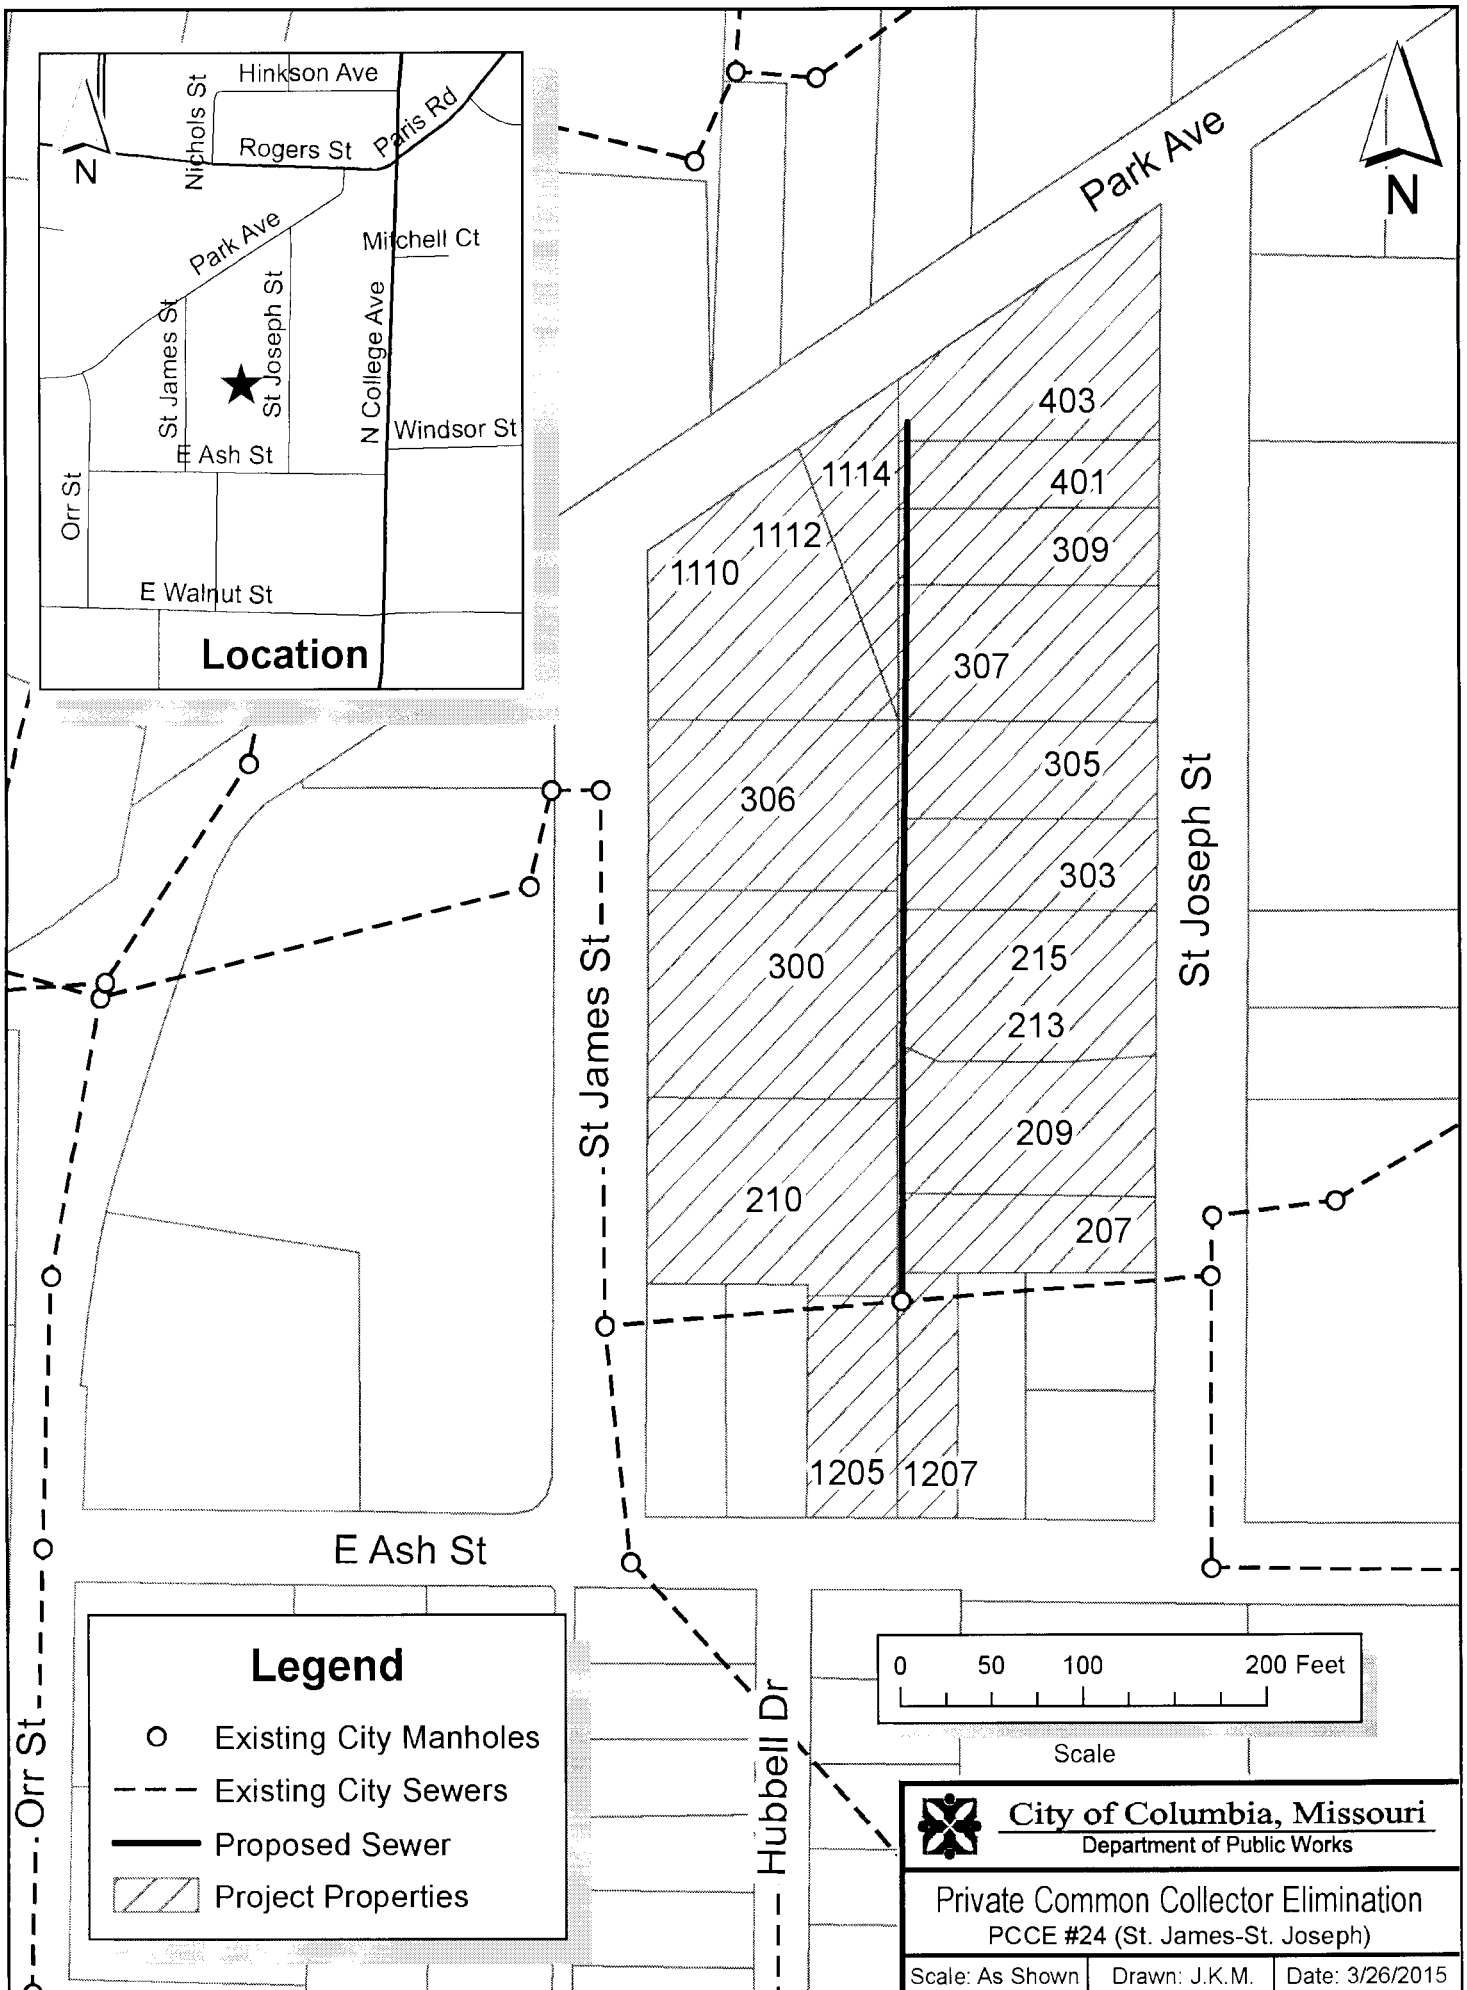 Hinkson Ave
Nichols St
Paris Rd
Rogers St
N
Park Ave
Mitchell Ct
St James St
St Joseph St
N College Ave
Windsor St
E Ash St
Orr St
E Walnut St
Location
Park Ave
N
403
1114
401
1112
309
1110
307
305
306
303
St Joseph St
300
215
St James St
213
209
210
207
1205
1207
E Ash St
Legend
Existing City Manholes
Existing City Sewers
Proposed Sewer
Project Properties
Orr St
Hubbell Dr
0 50 100 200 Feet
Scale
City of Columbia, Missouri
Department of Public Works
Private Common Collector Elimination
PCCE #24 (St. James-St. Joseph)
Scale: As Shown Drawn: J.K.M. Date: 3/26/2015